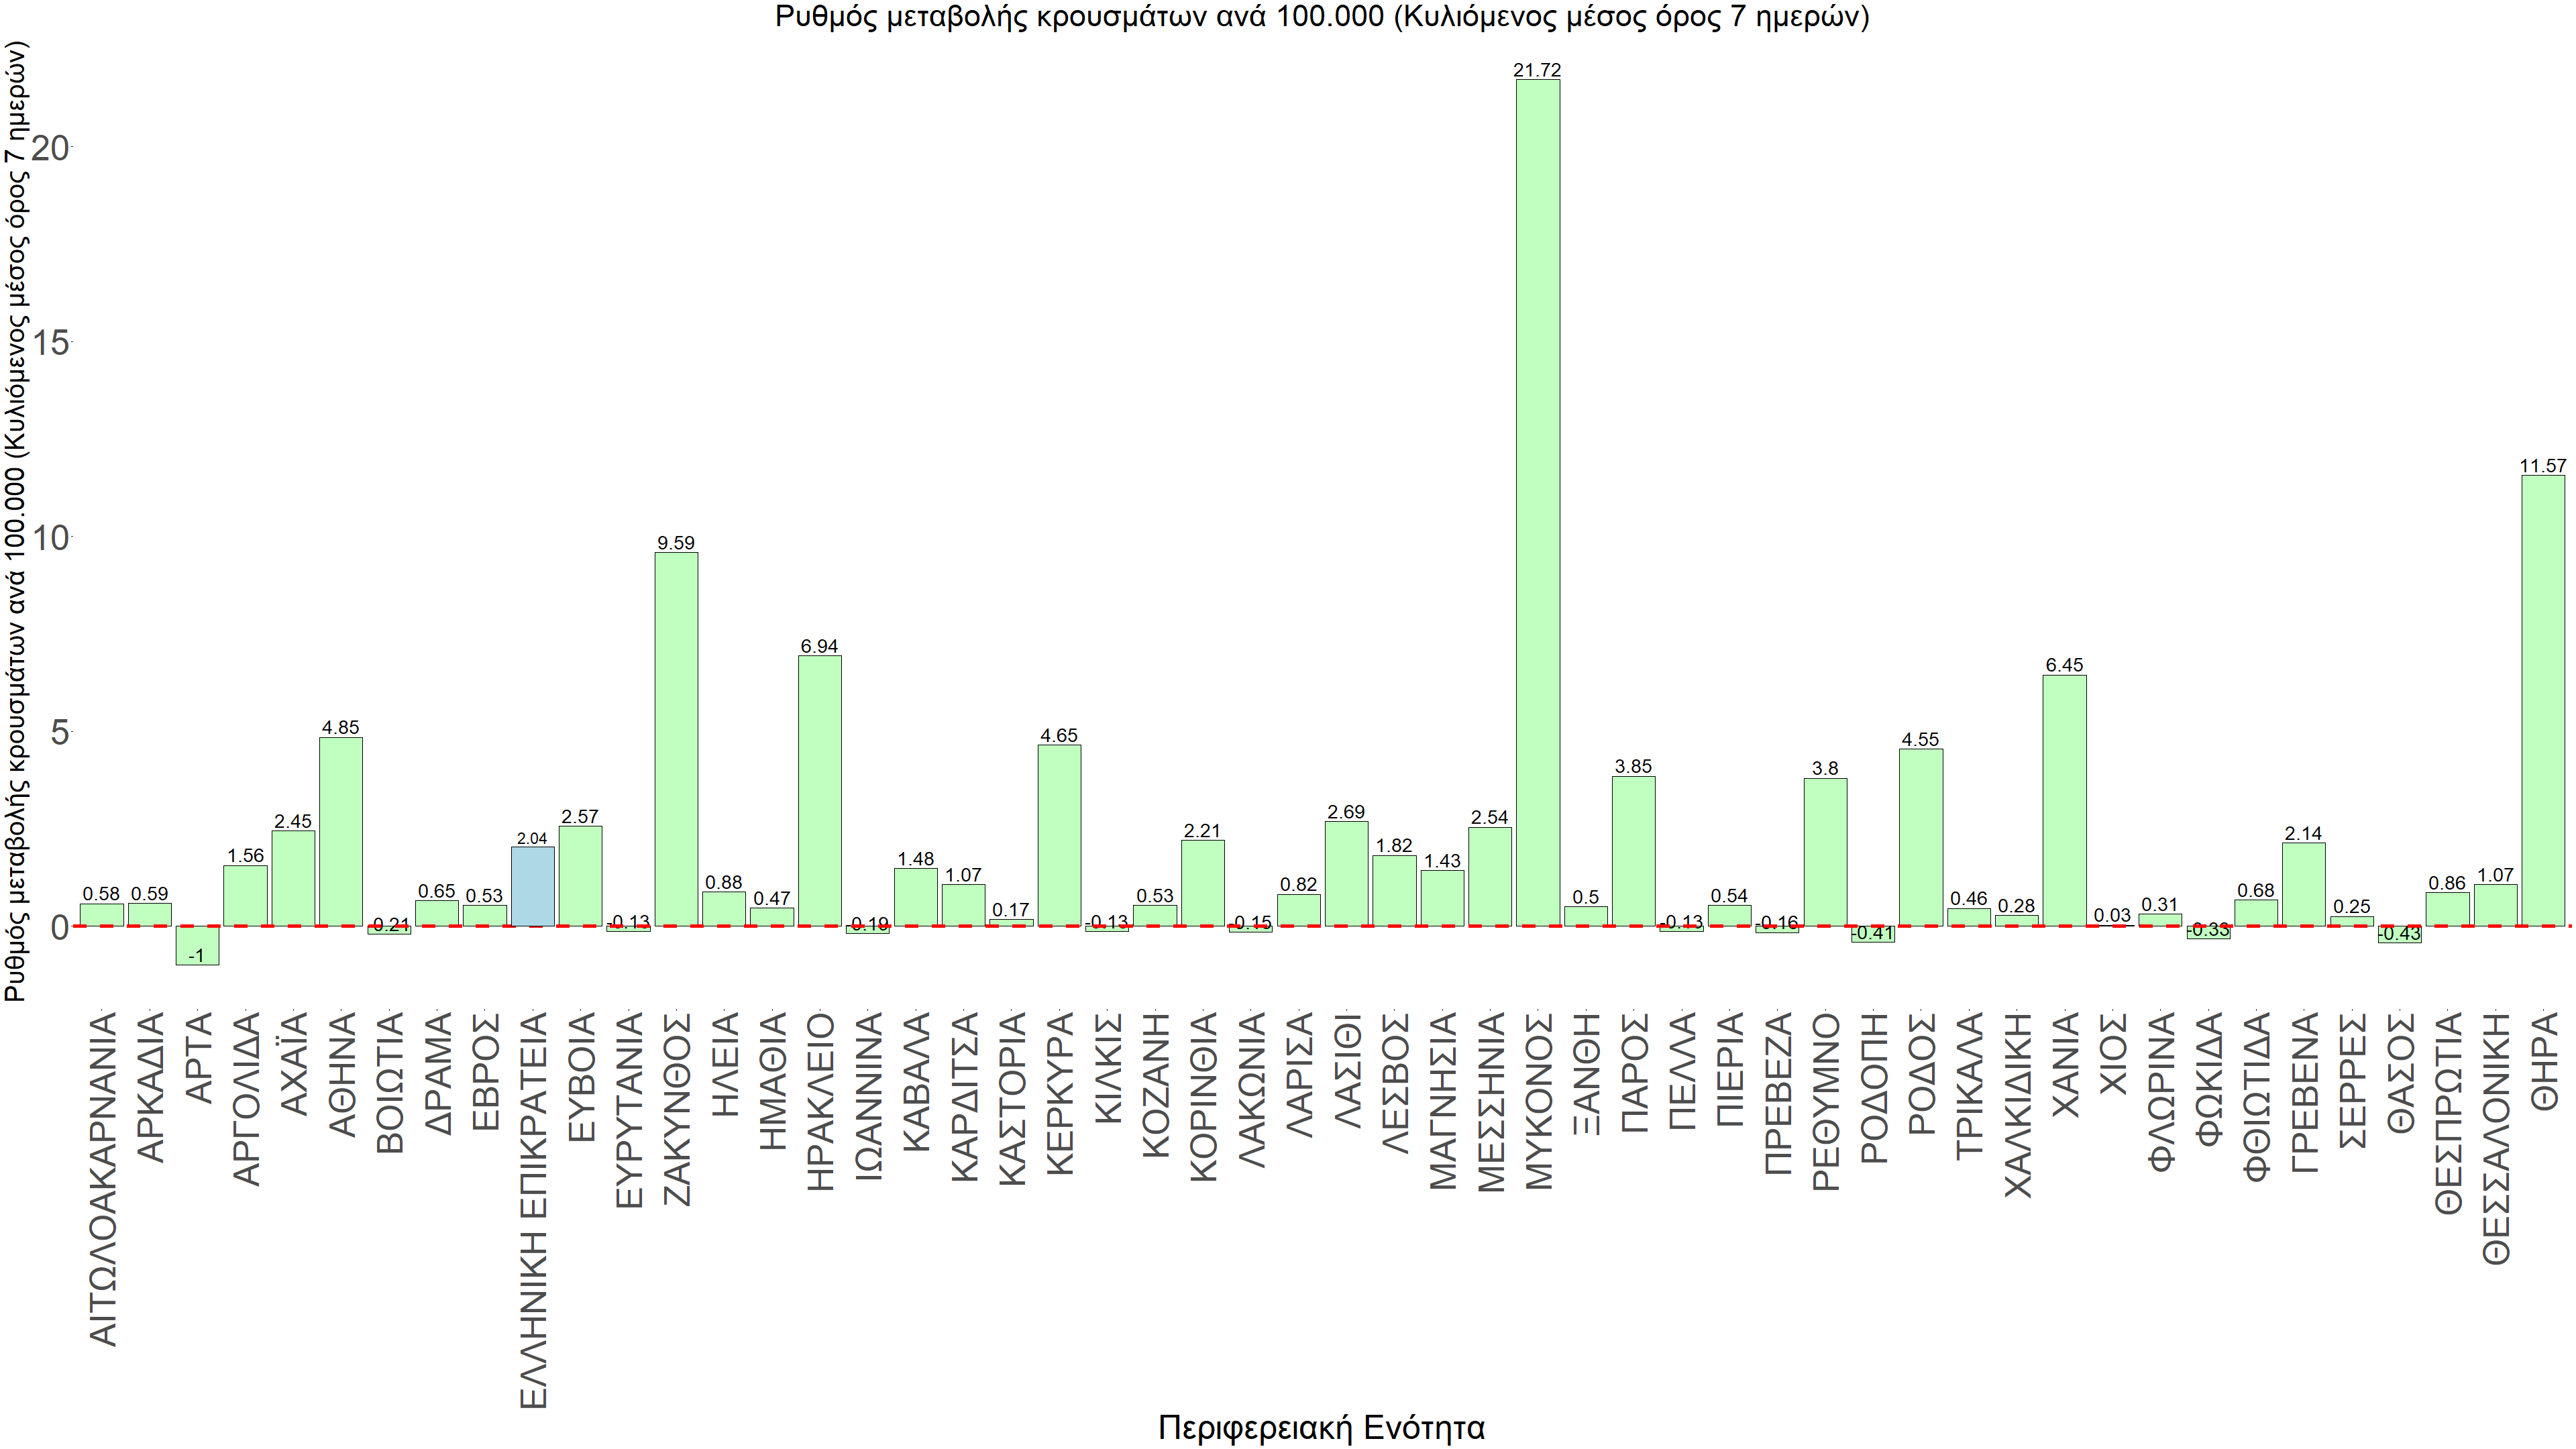 Ρυθμός μεταβολής κρουσμάτων ανά 100.000 (Κυλιόμενος μέσος όρος 7 ημερών)
Ρυθμός μεταβολής κρουσμάτων ανά 100.000 (Κυλιόμενος μέσος όρος 7 ημερών)
20
15
10
5
0
0.58
0.59
-1
1.56
2.45
4.85
-0.21
0.65
0.53
2.04
2.57
-0.13
9.59
0.88
0.47
6.94
-0.19
1.48
1.07
0.17
4.65
-0.13
0.53
2.21
-0.15
0.82
2.69
1.82
1.43
2.54
21.72
0.5
3.85
-0.13
0.54
-0.16
3.8
-0.41
4.55
0.46
0.28
6.45
0.03
0.31
-0.33
0.68
2.14
0.25
-0.43
0.86
1.07
11.57
ΑΙΤΩΛΟΑΚΑΡΝΑΝΙΑ
ΑΡΚΑΔΙΑ
ΑΡΤΑ
ΑΡΓΟΛΙΔΑ
ΑΧΑΪΑ
ΑΘΗΝΑ
ΒΟΙΩΤΙΑ
ΔΡΑΜΑ
ΕΒΡΟΣ
ΕΛΛΗΝΙΚΗ ΕΠΙΚΡΑΤΕΙΑ
ΕΥΒΟΙΑ
ΕΥΡΥΤΑΝΙΑ
ΖΑΚΥΝΘΟΣ
ΗΛΕΙΑ
ΗΜΑΘΙΑ
ΗΡΑΚΛΕΙΟ
ΙΩΑΝΝΙΝΑ
ΚΑΒΑΛΑ
ΚΑΡΔΙΤΣΑ
ΚΑΣΤΟΡΙΑ
ΚΕΡΚΥΡΑ
ΚΙΛΚΙΣ
ΚΟΖΑΝΗ
ΚΟΡΙΝΘΙΑ
ΛΑΚΩΝΙΑ
ΛΑΡΙΣΑ
ΛΑΣΙΘΙ
ΛΕΣΒΟΣ
ΜΑΓΝΗΣΙΑ
ΜΕΣΣΗΝΙΑ
ΜΥΚΟΝΟΣ
ΞΑΝΘΗ
ΠΑΡΟΣ
ΠΕΛΛΑ
ΠΙΕΡΙΑ
ΠΡΕΒΕΖΑ
ΡΕΘΥΜΝΟ
ΡΟΔΟΠΗ
ΡΟΔΟΣ
ΤΡΙΚΑΛΑ
ΧΑΛΚΙΔΙΚΗ
ΧΑΝΙΑ
ΧΙΟΣ
ΦΛΩΡΙΝΑ
ΦΩΚΙΔΑ
ΦΘΙΩΤΙΔΑ
ΓΡΕΒΕΝΑ
ΣΕΡΡΕΣ
ΘΑΣΟΣ
ΘΕΣΠΡΩΤΙΑ
ΘΕΣΣΑΛΟΝΙΚΗ
ΘΗΡΑ
Περιφερειακή Ενότητα